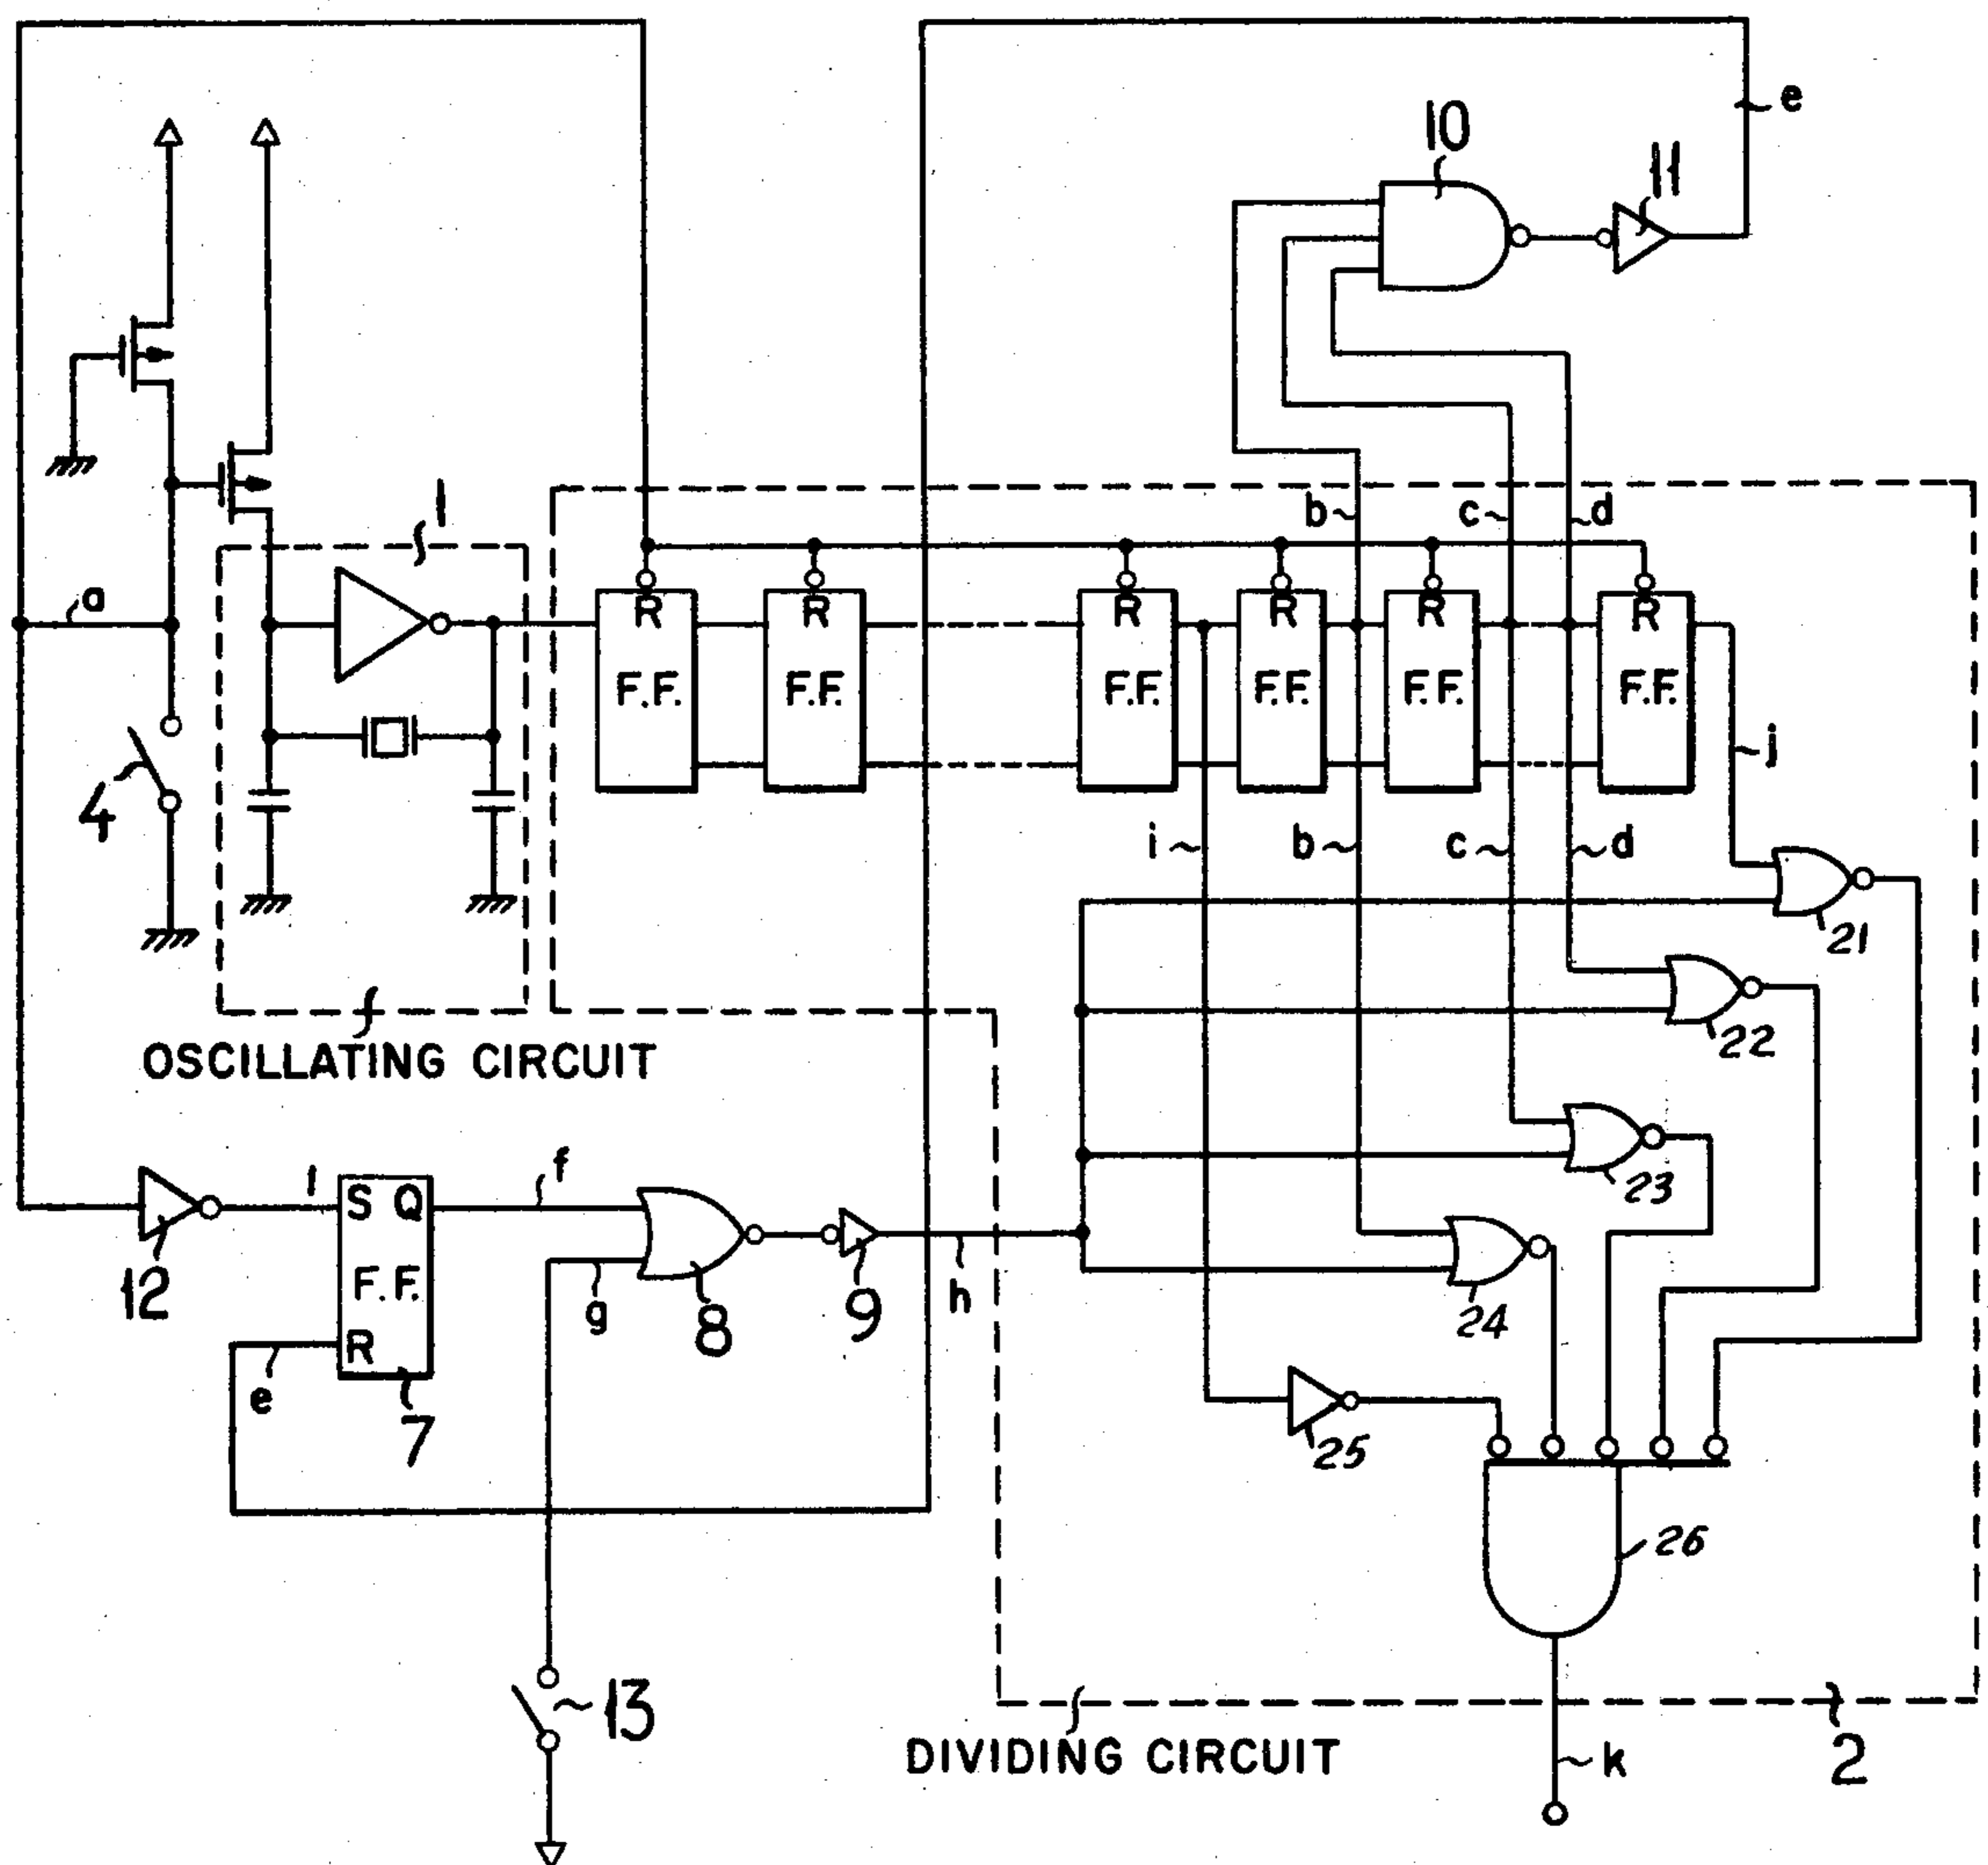 e
10
11
1
b
c
d
a
R
R
R
R
R
R
F.F.
F.F.
F.F.
F.F.
F.F.
F.F.
j
4
i
b
c
d
21
22
OSCILLATING CIRCUIT
f
l
S Q
23
12
F.F.
g
8
9
h
24
R
e
7
25
26
13
DIVIDING CIRCUIT
k
2